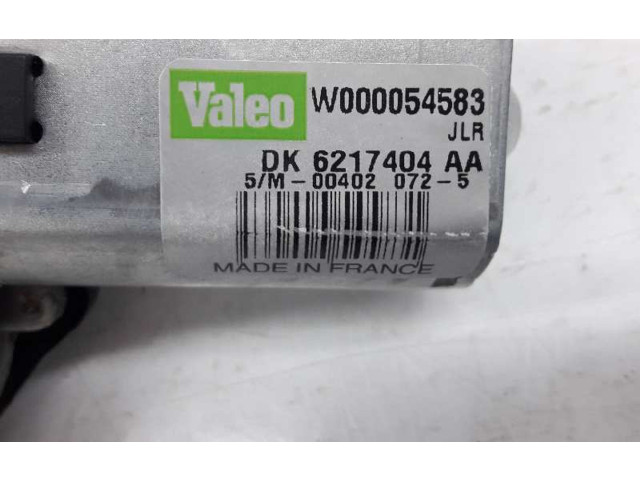 Valeo W000054583
JLR
DK 6217404 AA
5/M-00402 072-5
MADE IN FRANCE